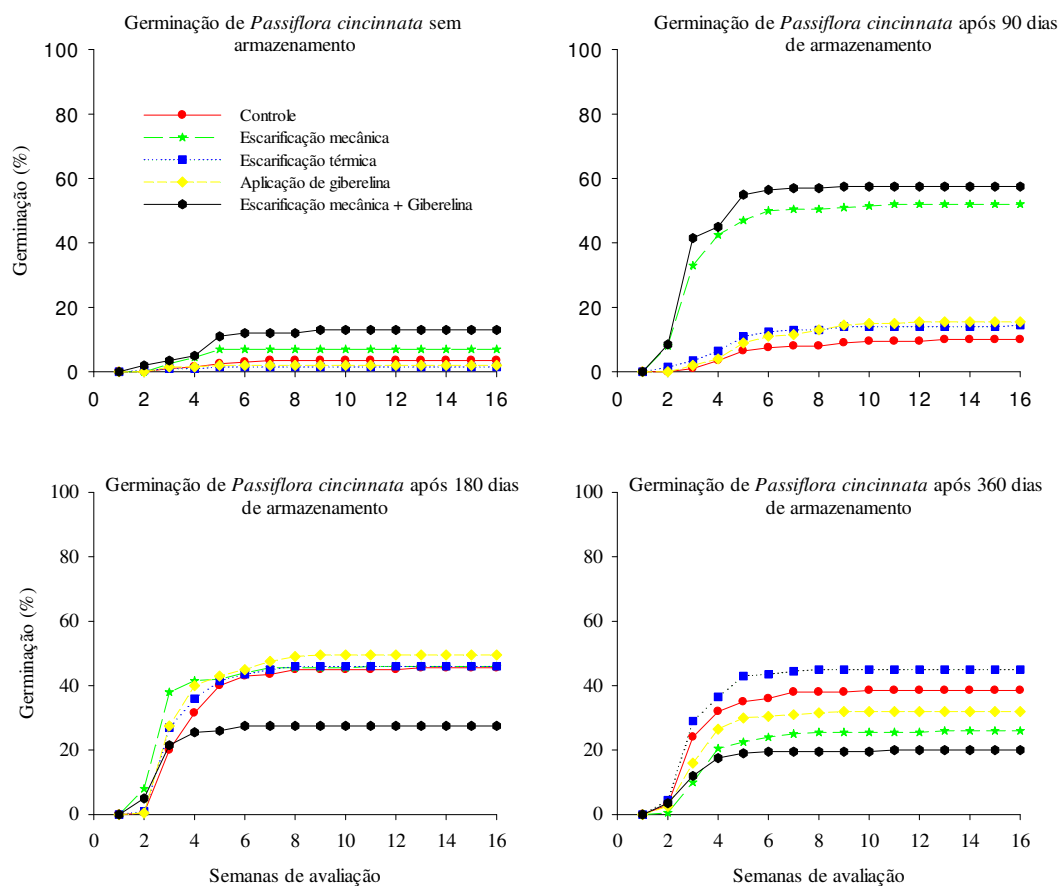 Germinação de Passiflora cincinnata sem
armazenamento
Germinação de Passiflora cincinnata após 90 dias
de armazenamento
Germinação (%)
100
80
60
40
20
0
Controle
Escarificação mecânica
Escarificação térmica
Aplicação de giberelina
Escarificação mecânica + Giberelina
0 2 4 6 8 10 12 14 16
100
80
60
40
20
0
0 2 4 6 8 10 12 14 16
Germinação de Passiflora cincinnata após 180 dias
de armazenamento
Germinação de Passiflora cincinnata após 360 dias
de armazenamento
Germinação (%)
100
80
60
40
20
0
0 2 4 6 8 10 12 14 16
Semanas de avaliação
100
80
60
40
20
0
0 2 4 6 8 10 12 14 16
Semanas de avaliação